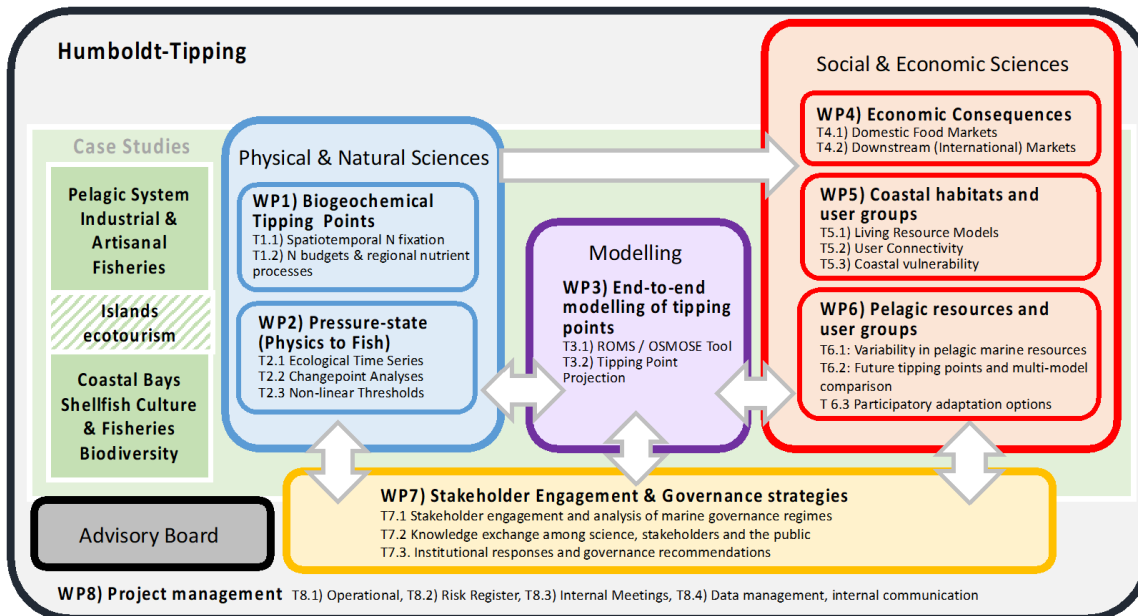 Humboldt-Tipping
Case Studies
Pelagic System
Industrial &
Artisanal
Fisheries
Islands
ecotourism
Coastal Bays
Shellfish Culture
& Fisheries
Biodiversity
Physical & Natural Sciences
WP1) Biogeochemical
Tipping Points
T1.1) Spatiotemporal N fixation
T1.2) N budgets & regional nutrient
processes
WP2) Pressure-state
(Physics to Fish)
T2.1 Ecological Time Series
T2.2 Changepoint Analyses
T2.3 Non-linear Thresholds
Modelling
WP3) End-to-end
modelling of tipping
points
T3.1) ROMS / OSMOSE Tool
T3.2) Tipping Point
Projection
Social & Economic Sciences
WP4) Economic Consequences
T4.1) Domestic Food Markets
T4.2) Downstream (International) Markets
WP5) Coastal habitats and
user groups
T5.1) Living Resource Models
T5.2) User Connectivity
T5.3) Coastal vulnerability
WP6) Pelagic resources and
user groups
T6.1: Variability in pelagic marine resources
T6.2: Future tipping points and multi-model
comparison
T 6.3 Participatory adaptation options
WP7) Stakeholder Engagement & Governance strategies
T7.1 Stakeholder engagement and analysis of marine governance regimes
T7.2 Knowledge exchange among science, stakeholders and the public
T7.3. Institutional responses and governance recommendations
Advisory Board
WP8) Project management T8.1) Operational, T8.2) Risk Register, T8.3) Internal Meetings, T8.4) Data management, internal communication